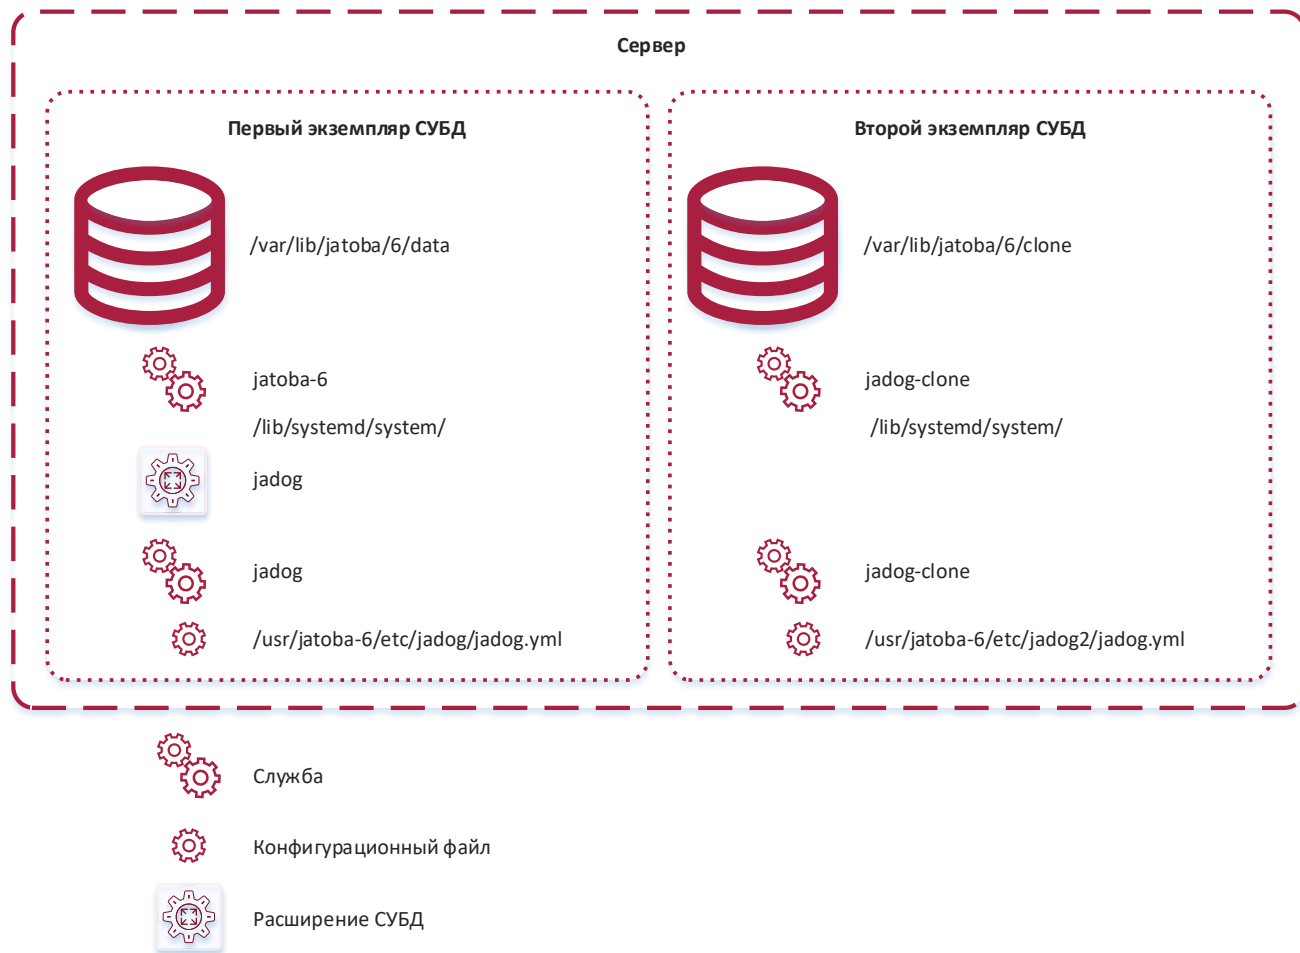 Сервер
Первый экземпляр СУБД
/var/lib/jatoba/6/data
jatoba-6
/lib/systemd/system/
jadog
jadog
/usr/jatoba-6/etc/jadog/jadog.yml
Второй экземпляр СУБД
/var/lib/jatoba/6/clone
jadog-clone
/lib/systemd/system/
jadog-clone
/usr/jatoba-6/etc/jadog2/jadog.yml
Служба
Конфигурационный файл
Расширение СУБД